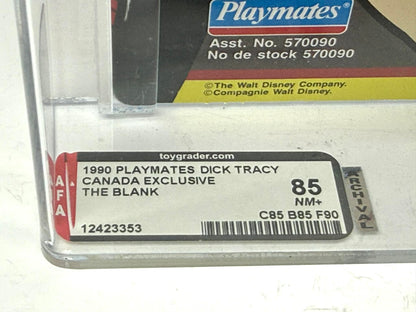 Playmates®
Asst. No. 570090
No de stock 570090
©The Walt Disney Company.
©Compagnie Walt Disney.
toygrader.com
AFA
1990 PLAYMATES DICK TRACY
CANADA EXCLUSIVE
THE BLANK
85
NM+
C85 B85 F90
12423353
ARCHIVAL